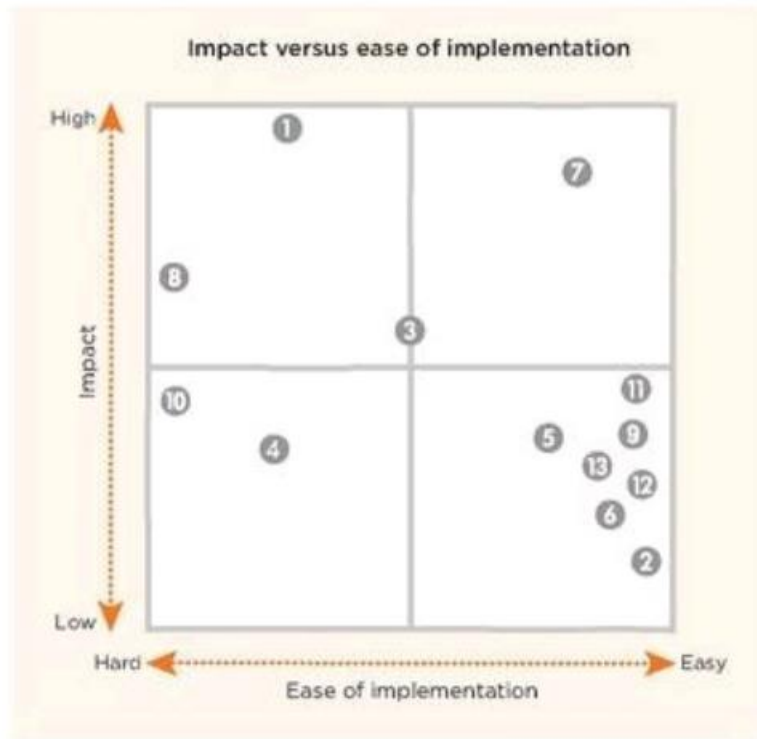 Impact versus ease of implementation
High
1
7
8
3
Impact
11
10
9
5
4
13
12
6
2
Low
Hard
Easy
Ease of implementation